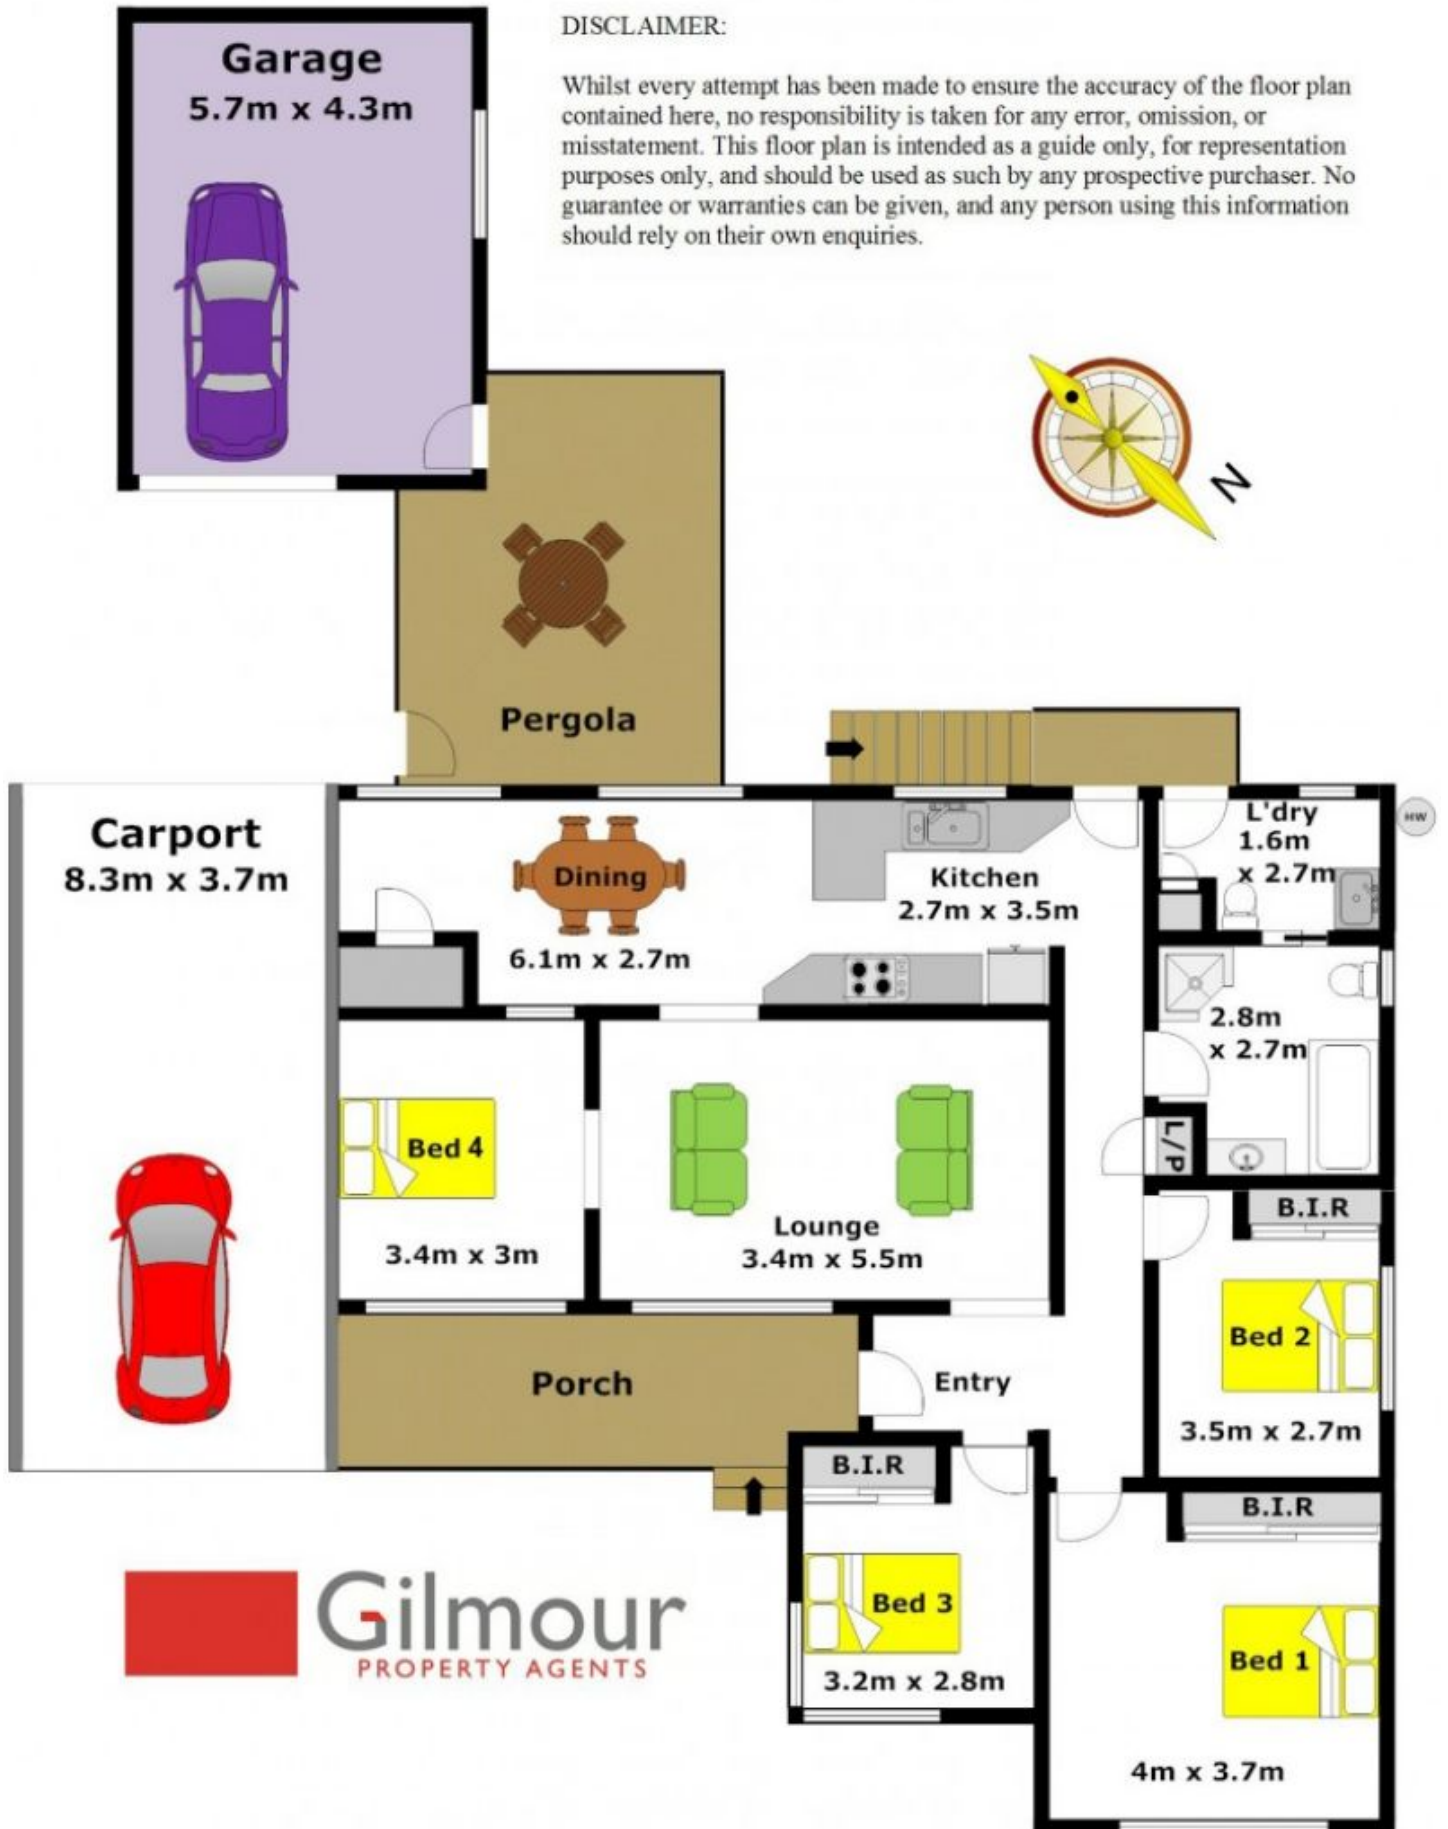 Garage
5.7m x 4.3m
DISCLAIMER:
Whilst every attempt has been made to ensure the accuracy of the floor plan
contained here, no responsibility is taken for any error, omission, or
misstatement. This floor plan is intended as a guide only, for representation
purposes only, and should be used as such by any prospective purchaser. No
guarantee or warranties can be given, and any person using this information
should rely on their own enquiries.
N
Pergola
Carport
8.3m x 3.7m
Dining
6.1m x 2.7m
Kitchen
2.7m x 3.5m
L'dry
1.6m
x 2.7m
HW
2.8m
x 2.7m
L/P
Bed 4
3.4m x 3m
Lounge
3.4m x 5.5m
B.I.R
Bed 2
3.5m x 2.7m
Porch
Entry
B.I.R
Bed 3
3.2m x 2.8m
B.I.R
Bed 1
4m x 3.7m
Gilmour
PROPERTY AGENTS